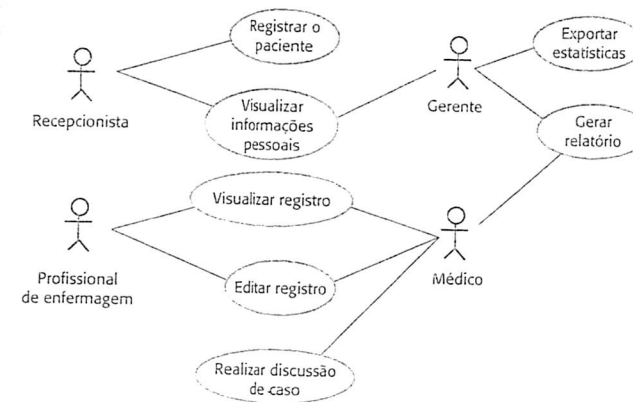 Registrar o
paciente
Exportar
estatísticas
Recepcionista
Visualizar
informações
pessoais
Gerente
Gerar
relatório
Visualizar registro
Profissional
de enfermagem
Editar registro
Médico
Realizar discussão
de caso